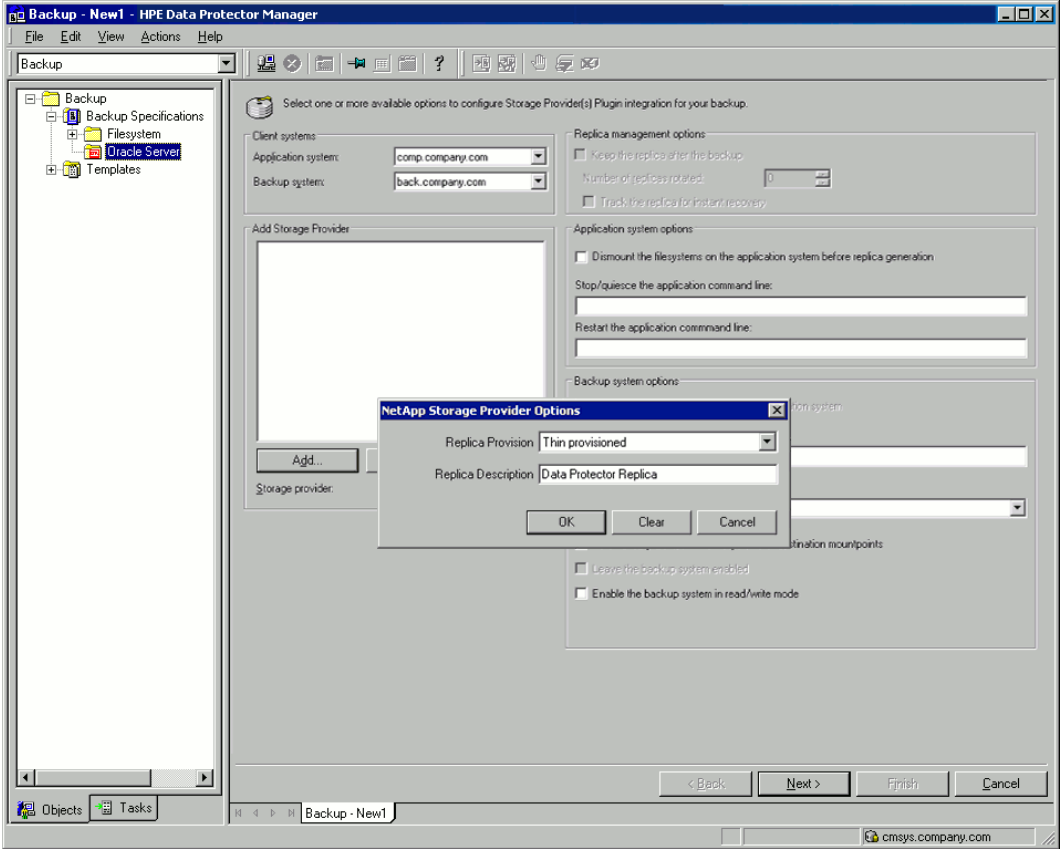 Backup - New1 - HPE Data Protector Manager
File Edit View Actions Help
Backup
Backup
Backup Specifications
Filesystem
Oracle Server
Templates
Select one or more available options to configure Storage Provider(s) Plugin integration for your backup.
Client systems
Application system: comp.company.com
Backup system: back.company.com
Replica management options
Keep the replica after the backup
Number of replicas rotated: 0
Track the replica for instant recovery
Add Storage Provider
Application system options
Dismount the filesystems on the application system before replica generation
Stop/quiesce the application command line:
Restart the application commmand line:
Backup system options
NetApp Storage Provider Options
Replica Provision Thin provisioned
Replica Description Data Protector Replica
OK Clear Cancel
Add...
Storage provider:
system
mountpoints
Leave the backup system enabled
Enable the backup system in read/write mode
< Back Next > Finish Cancel
Objects Tasks
Backup - New1
cmsys.company.com